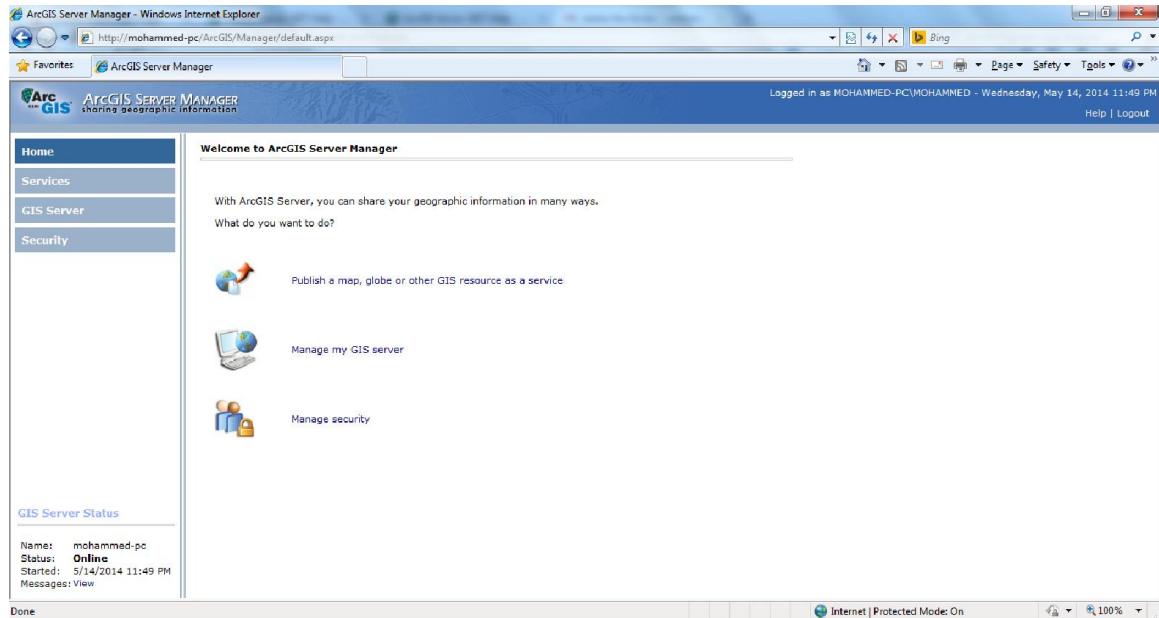 ArcGIS Server Manager - Windows Internet Explorer
http://mohammed-pc/ArcGIS/Manager/default.aspx
Bing
Favorites
ArcGIS Server Manager
Page
Safety
Tools
Arc GIS
ArcGIS Server Manager
sharing geographic information
Logged in as MOHAMMED-PC\MOHAMMED - Wednesday, May 14, 2014 11:49 PM
Help | Logout
Home
Services
GIS Server
Security
Welcome to ArcGIS Server Manager
With ArcGIS Server, you can share your geographic information in many ways.
What do you want to do?
Publish a map, globe or other GIS resource as a service
Manage my GIS server
Manage security
GIS Server Status
Name: mohammed-pc
Status: Online
Started: 5/14/2014 11:49 PM
Messages: View
Done
Internet | Protected Mode: On
100%